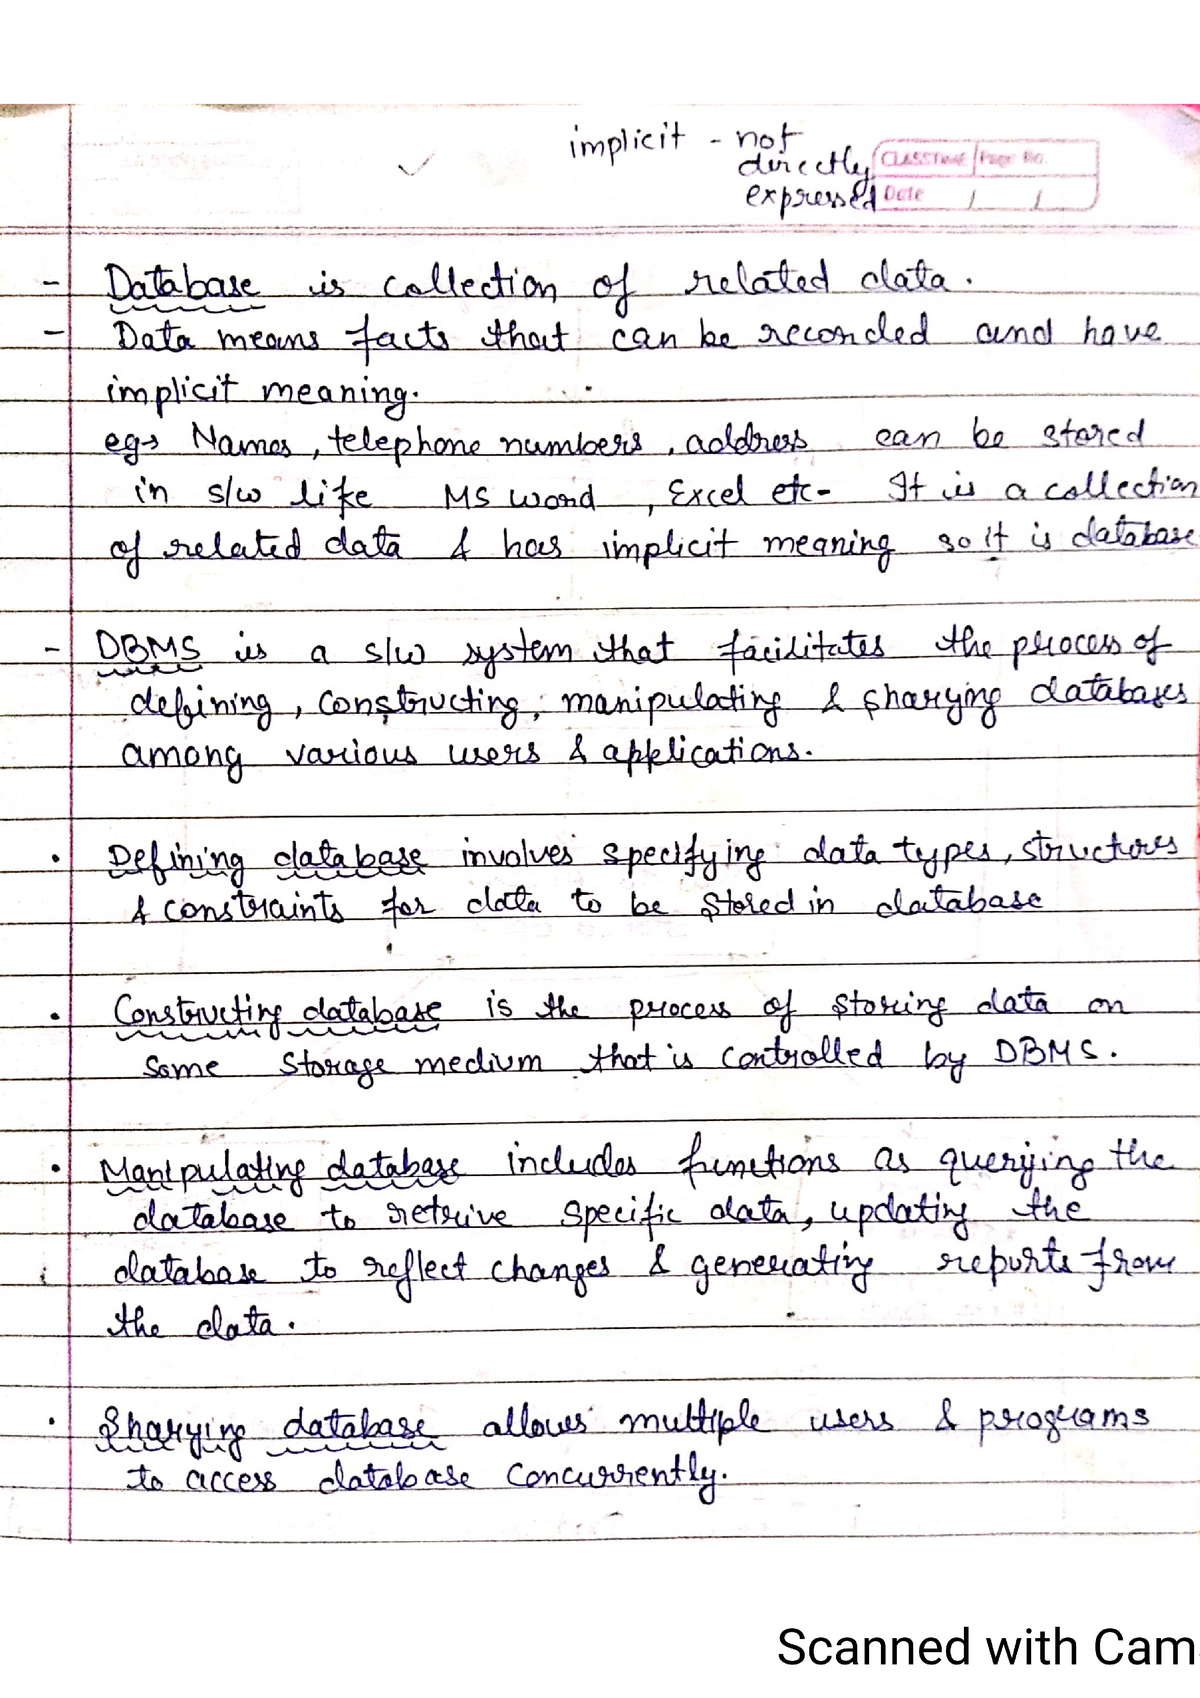 implicit - not
directly
expressed
CLASSTIME Page No.
Date / /
- Database is collection of related data.
- Data means facts that can be recorded and have
implicit meaning.
eg→ Names, telephone numbers, address can be stored
in s/w like MS word, Excel etc- It is a collection
of related data & has implicit meaning so it is database
- DBMS is a s/w system that facilitates the process of
defining, constructing, manipulating & sharying databases
among various users & applications.
• Defining database involves specifying data types, structures
& constraints for data to be stored in database
• Constructing database is the process of storing data on
some storage medium that is controlled by DBMS.
• Manipulating database includes functions as querying the
database to retrive specific data, updating the
database to reflect changes & generating reports from
the data.
• Sharying database allows multiple users & programs
to access database concurrently.
Scanned with Cam